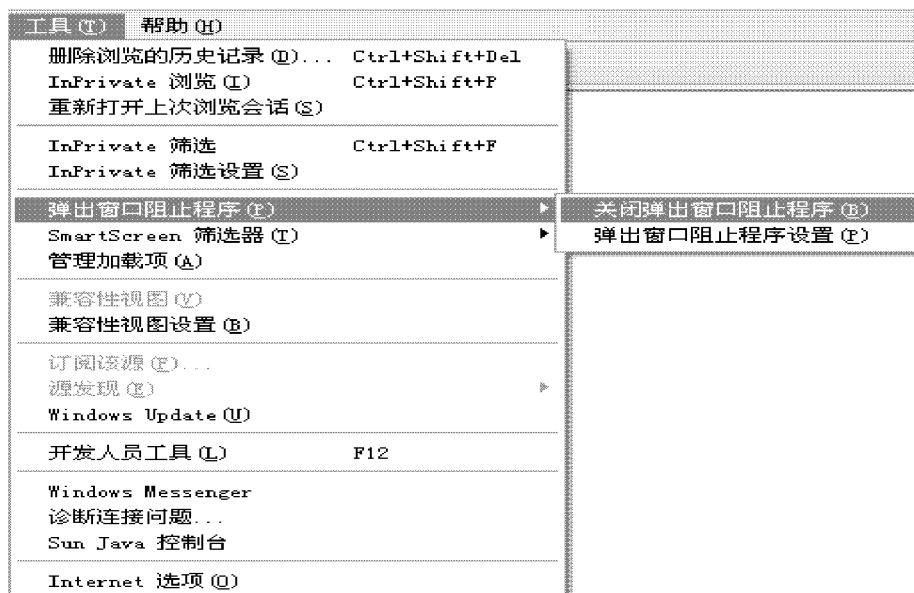 工具(T) 帮助(H)
删除浏览的历史记录(D)... Ctrl+Shift+Del
InPrivate 浏览(I) Ctrl+Shift+P
重新打开上次浏览会话(S)
InPrivate 筛选 Ctrl+Shift+F
InPrivate 筛选设置(S)
弹出窗口阻止程序(P)
关闭弹出窗口阻止程序(B)
SmartScreen 筛选器(T)
弹出窗口阻止程序设置(P)
管理加载项(A)
兼容性视图(V)
兼容性视图设置(B)
订阅该源(F)...
源发现(E)
Windows Update(U)
开发人员工具(L) F12
Windows Messenger
诊断连接问题...
Sun Java 控制台
Internet 选项(O)